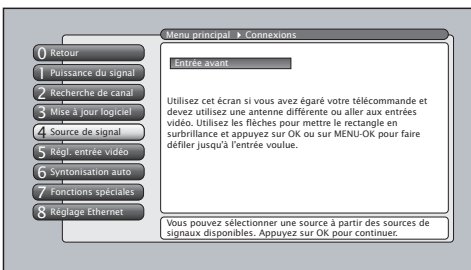 Menu principal ▸ Connexions
0 Retour
1 Puissance du signal
2 Recherche de canal
3 Mise à jour logiciel
4 Source de signal
5 Régl. entrée vidéo
6 Syntonisation auto
7 Fonctions spéciales
8 Réglage Ethernet
Entrée avant
Utilisez cet écran si vous avez égaré votre télécommande et
devez utilisez une antenne différente ou aller aux entrées
vidéo. Utilisez les flèches pour mettre le rectangle en
surbrillance et appuyez sur OK ou sur MENU-OK pour faire
défiler jusqu'à l'entrée voulue.
Vous pouvez sélectionner une source à partir des sources de
signaux disponibles. Appuyez sur OK pour continuer.